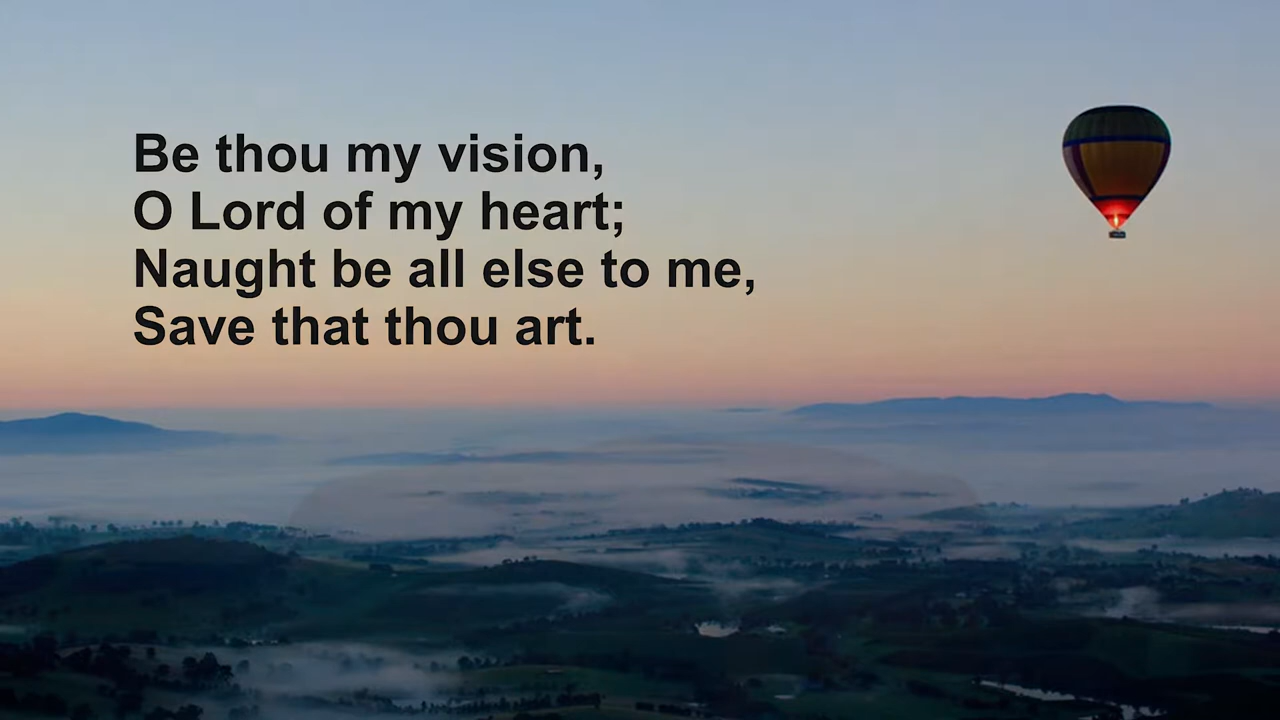 Be thou my vision,
O Lord of my heart;
Naught be all else to me,
Save that thou art.